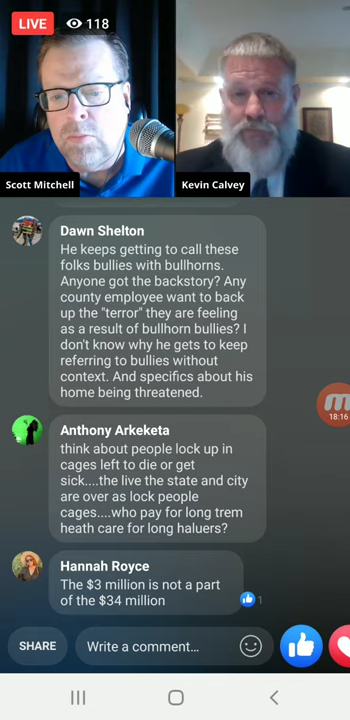 LIVE 118
Scott Mitchell
Kevin Calvey
Dawn Shelton
He keeps getting to call these
folks bullies with bullhorns.
Anyone got the backstory? Any
county employee want to back
up the "terror" they are feeling
as a result of bullhorn bullies? I
don't know why he gets to keep
referring to bullies without
context. And specifics about his
home being threatened.
18:16
Anthony Arkeketa
think about people lock up in
cages left to die or get
sick....the live the state and city
are over as lock people
cages....who pay for long trem
heath care for long haluers?
Hannah Royce
The $3 million is not a part
of the $34 million
1
SHARE
Write a comment...